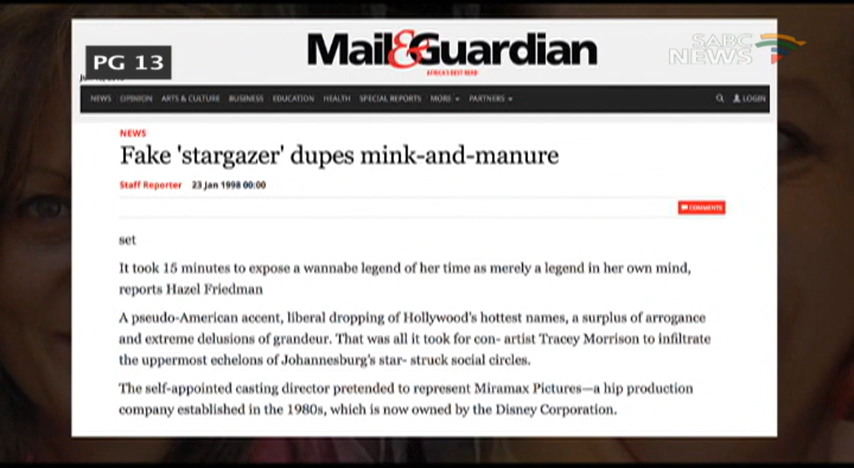 Mail&Guardian
AFRICA'S BEST READ
SABC
NEWS
PG 13
NEWS OPINION ARTS & CULTURE BUSINESS EDUCATION HEALTH SPECIAL REPORTS MORE PARTNERS LOGIN
NEWS
Fake 'stargazer' dupes mink-and-manure
Staff Reporter 23 Jan 1998 00:00
COMMENTS
set
It took 15 minutes to expose a wannabe legend of her time as merely a legend in her own mind,
reports Hazel Friedman
A pseudo-American accent, liberal dropping of Hollywood's hottest names, a surplus of arrogance
and extreme delusions of grandeur. That was all it took for con- artist Tracey Morrison to infiltrate
the uppermost echelons of Johannesburg's star- struck social circles.
The self-appointed casting director pretended to represent Miramax Pictures—a hip production
company established in the 1980s, which is now owned by the Disney Corporation.